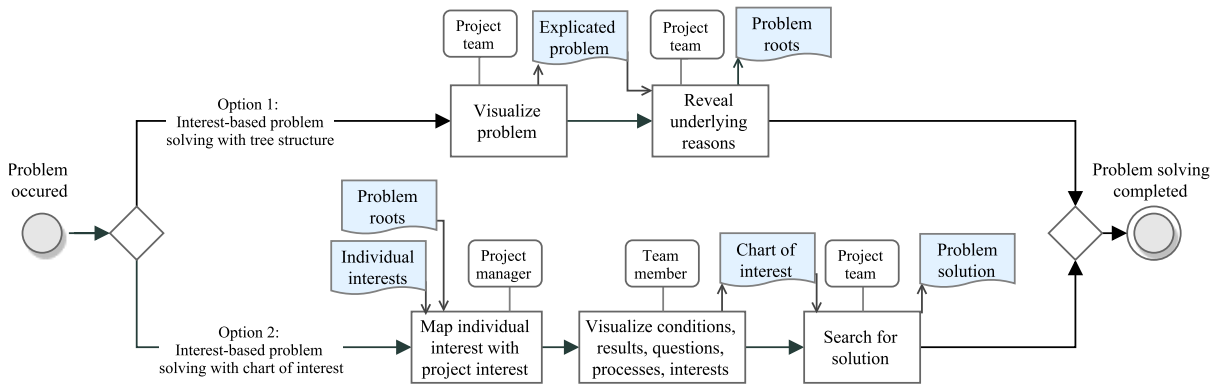 Problem
occured
Option 1:
Interest-based problem
solving with tree structure
Project
team
Visualize
problem
Explicated
problem
Project
team
Reveal
underlying
reasons
Problem
roots
Problem solving
completed
Option 2:
Interest-based problem
solving with chart of interest
Problem
roots
Individual
interests
Project
manager
Map individual
interest with
project interest
Team
member
Visualize conditions,
results, questions,
processes, interests
Chart of
interest
Project
team
Search for
solution
Problem
solution